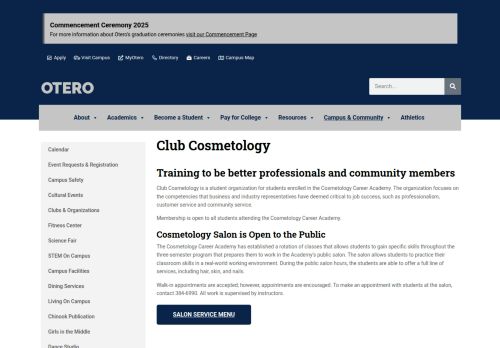 Commencement Ceremony 2025
For more information about Otero's graduation ceremonies visit our Commencement Page
Apply Visit Campus MyOtero Directory Careers Campus Map
OTERO
Search...
About Academics Become a Student Pay for College Resources Campus & Community Athletics
Calendar
Event Requests & Registration
Campus Safety
Cultural Events
Clubs & Organizations
Fitness Center
Science Fair
STEM On Campus
Campus Facilities
Dining Services
Living On Campus
Chinook Publication
Girls in the Middle
Dance Studio
Club Cosmetology
Training to be better professionals and community members
Club Cosmetology is a student organization for students enrolled in the Cosmetology Career Academy. The organization focuses on
the competencies that business and industry representatives have deemed critical to job success, such as professionalism,
customer service and community service.
Membership is open to all students attending the Cosmetology Career Academy.
Cosmetology Salon is Open to the Public
The Cosmetology Career Academy has established a rotation of classes that allows students to gain specific skills throughout the
three-semester program that prepares them to work in the Academy's public salon. The salon allows students to practice their
classroom skills in a real-world working environment. During the public salon hours, the students are able to offer a full line of
services, including hair, skin, and nails.
Walk-in appointments are accepted; however, appointments are encouraged. To make an appointment with students at the salon,
contact 384-6990. All work is supervised by instructors.
SALON SERVICE MENU